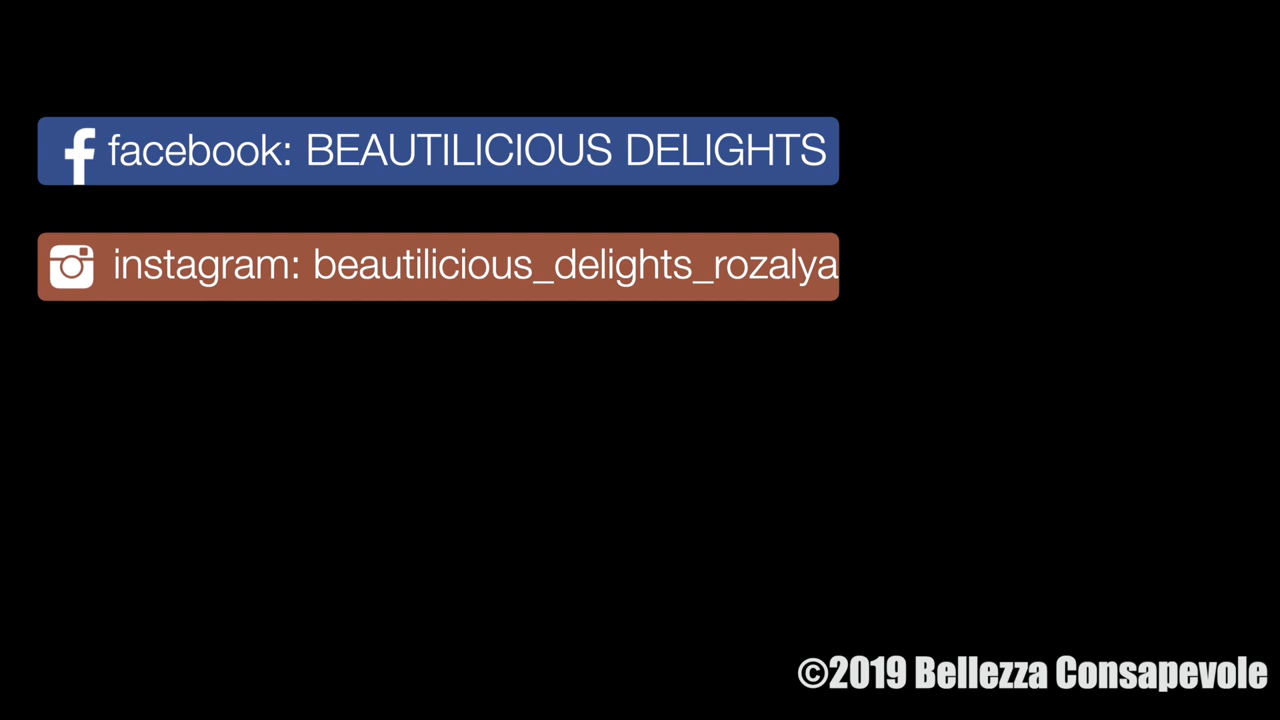 facebook: BEAUTILICIOUS DELIGHTS
instagram: beautilicious_delights_rozalya
©2019 Bellezza Consapevole